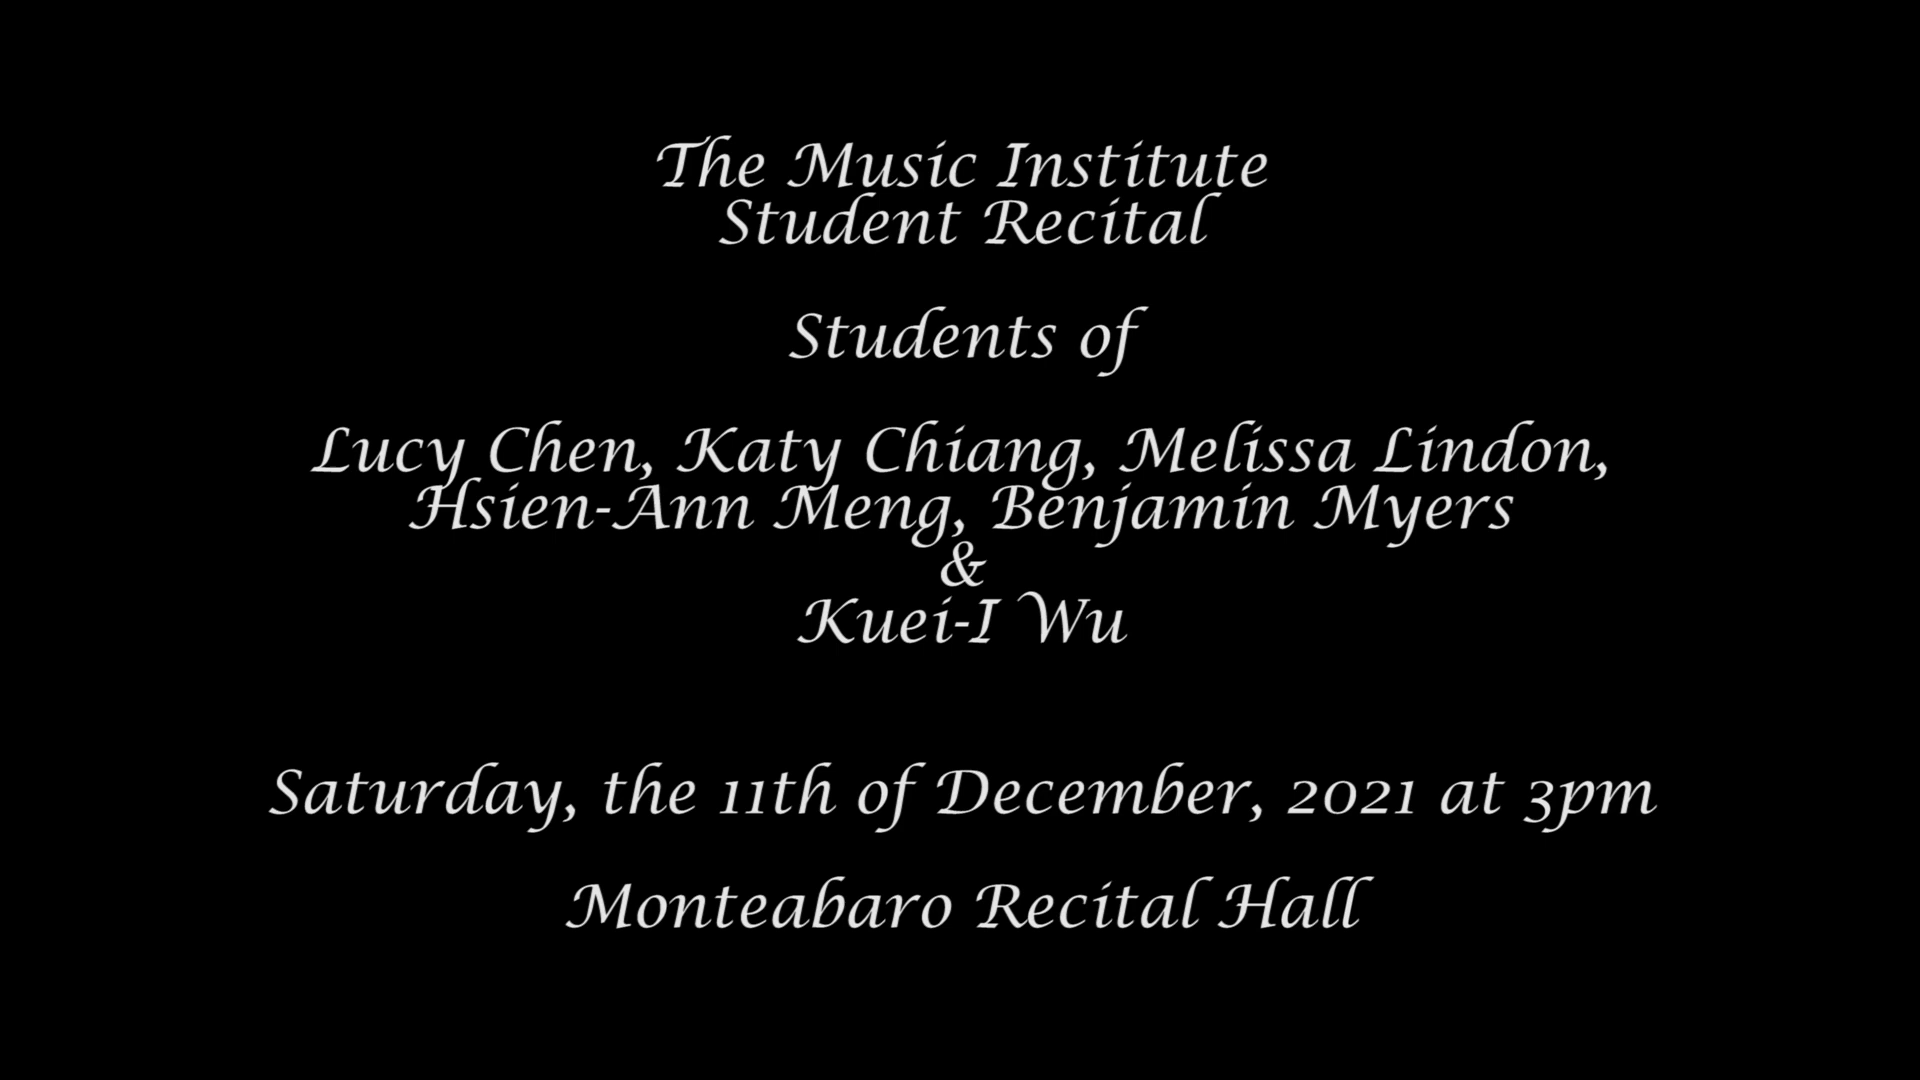 The Music Institute
Student Recital
Students of
Lucy Chen, Katy Chiang, Melissa Lindon,
Hsien-Ann Meng, Benjamin Myers
&
Kuei-I Wu
Saturday, the 11th of December, 2021 at 3pm
Monteabaro Recital Hall